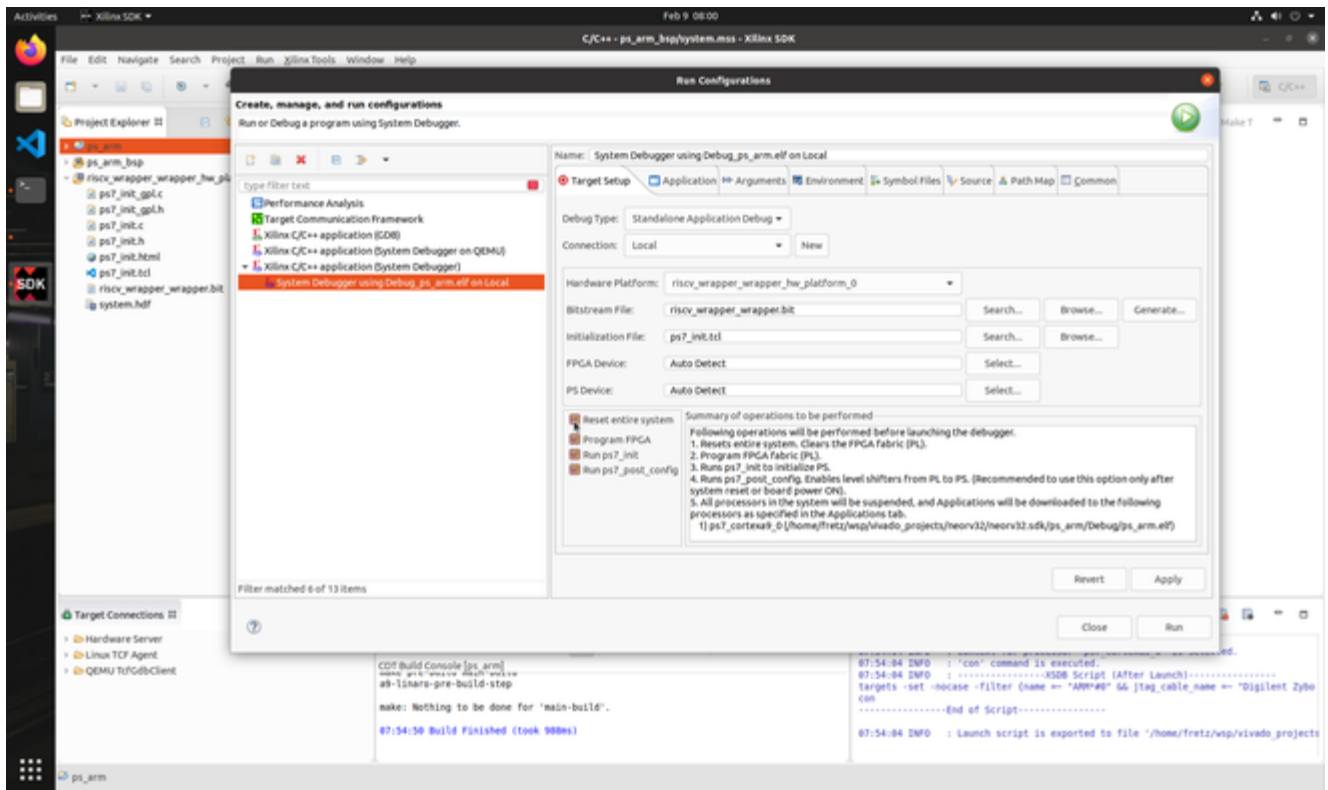 Activities
Xilinx SDK
Feb 9 08:00
C/C++ - ps_arm_bsp/system.mss - Xilinx SDK
File Edit Navigate Search Project Run Xilinx Tools Window Help
Run Configurations
C/C++
Create, manage, and run configurations
Run or Debug a program using System Debugger.
Project Explorer
Make T
ps_arm
ps_arm_bsp
riscv_wrapper_wrapper_hw_pl
ps7_init_gpl.c
ps7_init_gpl.h
ps7_init.c
ps7_init.h
ps7_init.html
ps7_init.tcl
riscv_wrapper_wrapper.bit
system.hdf
SDK
type filter text
Performance Analysis
Target Communication Framework
Xilinx C/C++ application (GDB)
Xilinx C/C++ application (System Debugger on QEMU)
Xilinx C/C++ application (System Debugger)
System Debugger using Debug_ps_arm.elf on Local
Filter matched 6 of 13 items
Name: System Debugger using Debug_ps_arm.elf on Local
Target Setup Application Arguments Environment Symbol Files Source Path Map Common
Debug Type: Standalone Application Debug
Connection: Local New
Hardware Platform: riscv_wrapper_wrapper_hw_platform_0
Bitstream File: riscv_wrapper_wrapper.bit Search... Browse... Generate...
Initialization File: ps7_init.tcl Search... Browse...
FPGA Device: Auto Detect Select...
PS Device: Auto Detect Select...
Reset entire system
Program FPGA
Run ps7_init
Run ps7_post_config
Summary of operations to be performed
Following operations will be performed before launching the debugger.
1. Resets entire system. Clears the FPGA fabric (PL).
2. Program FPGA fabric (PL).
3. Runs ps7_init to initialize PS.
4. Runs ps7_post_config. Enables level shifters from PL to PS. (Recommended to use this option only after
system reset or board power ON).
5. All processors in the system will be suspended, and Applications will be downloaded to the following
processors as specified in the Applications tab.
1) ps7_cortexa9_0 (/home/fretz/wsp/vivado_projects/neorv32/neorv32.sdk/ps_arm/Debug/ps_arm.elf)
Revert Apply
Close Run
Target Connections
Hardware Server
Linux TCF Agent
QEMU TcfGdbClient
CDT Build Console [ps_arm]
a9-linaro-pre-build-step
make: Nothing to be done for 'main-build'.
07:54:50 Build Finished (took 988ms)
07:54:04 INFO : 'con' command is executed.
07:54:04 INFO : ----------------XSDB Script (After Launch)----------------
targets -set -nocase -filter {name =~ "ARM*#0" && jtag_cable_name =~ "Digilent Zybo
con
----------------End of Script----------------
07:54:04 INFO : Launch script is exported to file '/home/fretz/wsp/vivado_projects
ps_arm